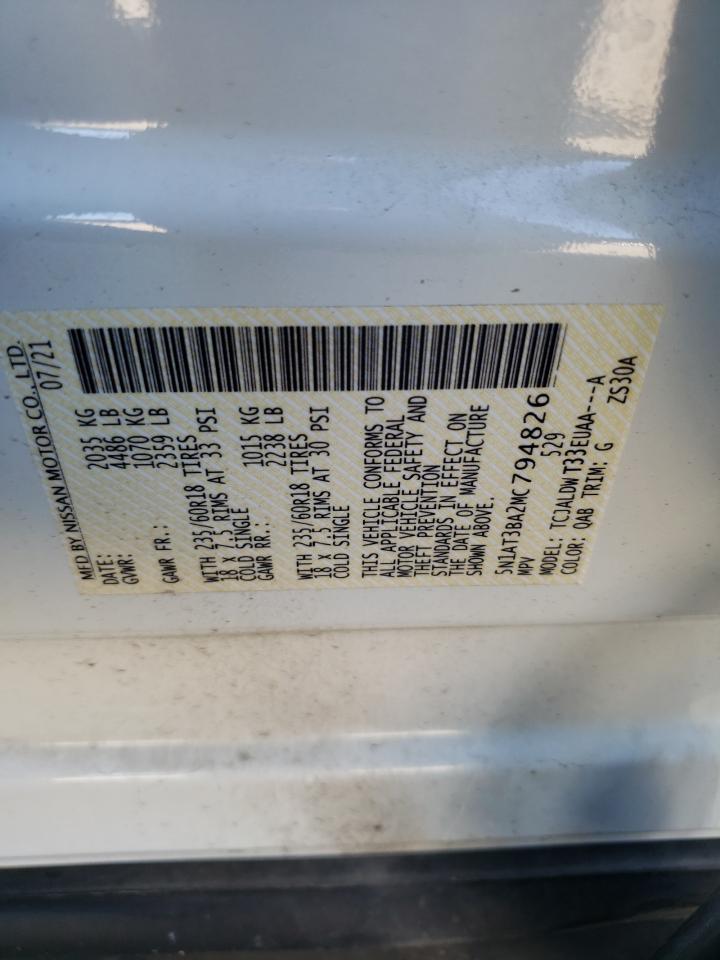 MFD BY NISSAN MOTOR CO., LTD.
DATE: 07/21
GVWR: 2035 KG
4486 LB
GAWR FR.: 1070 KG
2359 LB
WITH 235/60R18 TIRES
18 X 7.5 RIMS AT 33 PSI
COLD SINGLE
GAWR RR.: 1015 KG
2238 LB
WITH 235/60R18 TIRES
18 X 7.5 RIMS AT 30 PSI
COLD SINGLE
THIS VEHICLE CONFORMS TO
ALL APPLICABLE FEDERAL
MOTOR VEHICLE SAFETY AND
THEFT PREVENTION
STANDARDS IN EFFECT ON
THE DATE OF MANUFACTURE
SHOWN ABOVE.
5N1AT3BA2MC794826
MPV 529
MODEL: TCJALDWT33EUAA---A
COLOR: QAB TRIM: G ZS30A